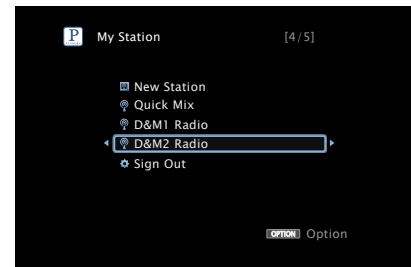 P
My Station [4/5]
New Station
Quick Mix
D&M1 Radio
D&M2 Radio
Sign Out
OPTION Option